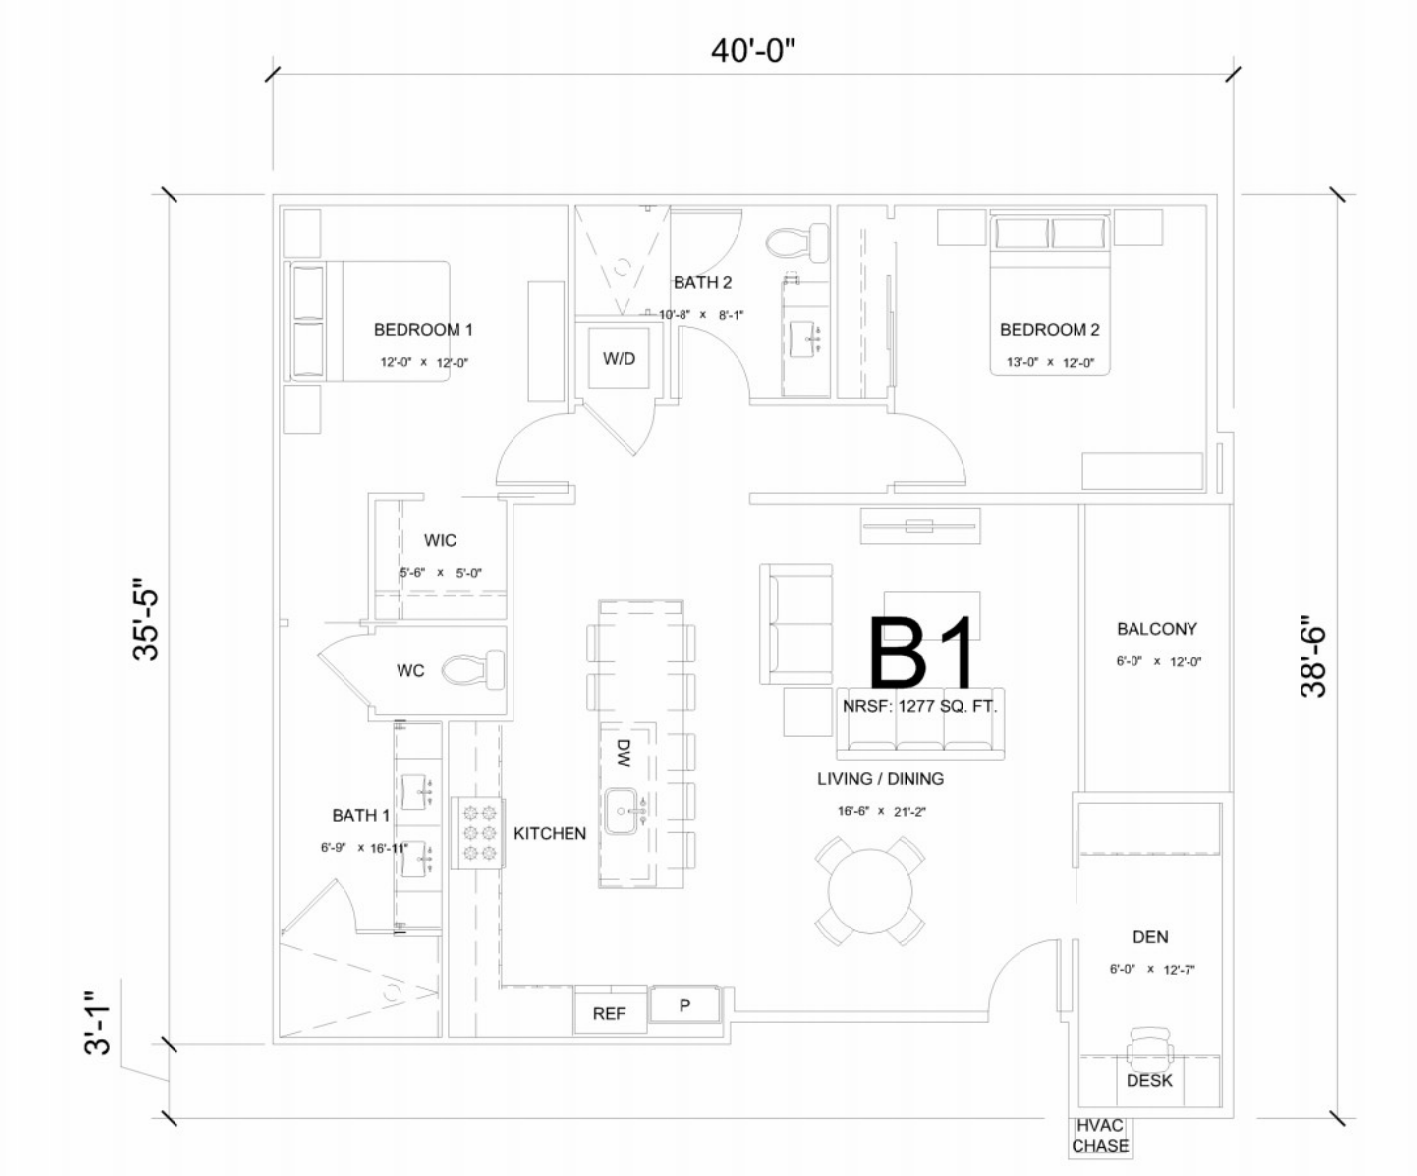 40'-0"
BATH 2
10'-8" x 8'-1"
BEDROOM 1
12'-0" x 12'-0"
BEDROOM 2
13'-0" x 12'-0"
W/D
WIC
5'-6" x 5'-0"
35'-5"
B1
NRSF: 1277 SQ. FT.
BALCONY
6'-0" x 12'-0"
38'-6"
WC
DW
LIVING / DINING
16'-6" x 21'-2"
BATH 1
6'-9" x 16'-11"
KITCHEN
DEN
6'-0" x 12'-7"
3'-1"
REF
P
DESK
HVAC
CHASE